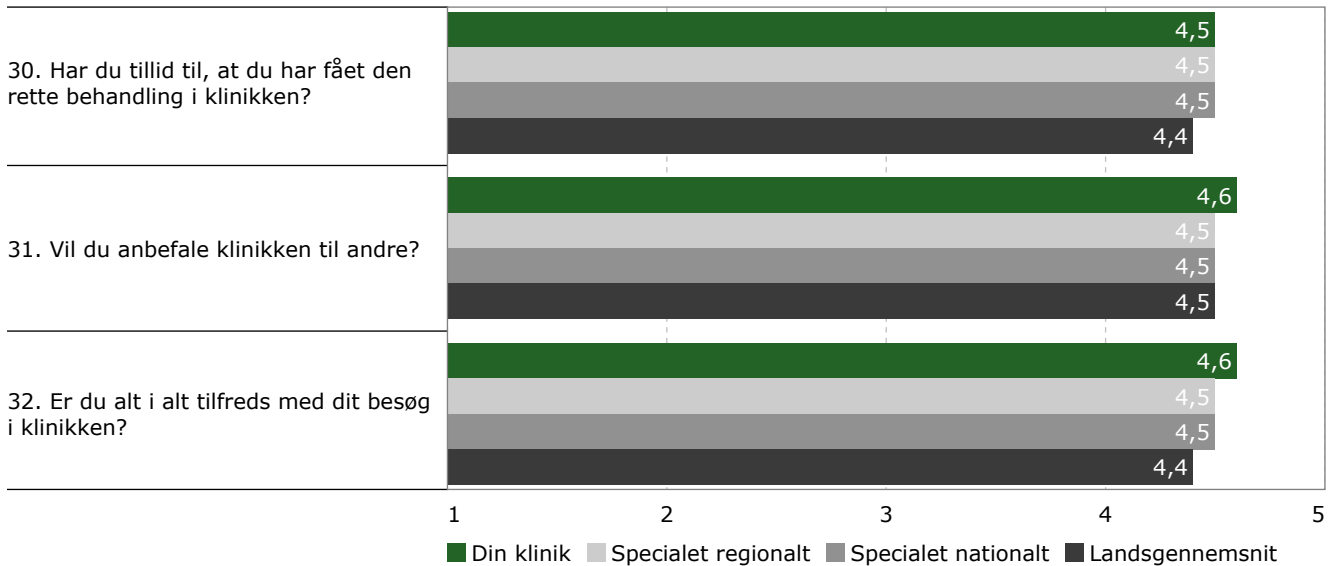 30. Har du tillid til, at du har fået den
rette behandling i klinikken?
4,5
4,5
4,5
4,4
31. Vil du anbefale klinikken til andre?
4,6
4,5
4,5
4,5
32. Er du alt i alt tilfreds med dit besøg
i klinikken?
4,6
4,5
4,5
4,4
1 2 3 4 5
Din klinik Specialet regionalt Specialet nationalt Landsgennemsnit